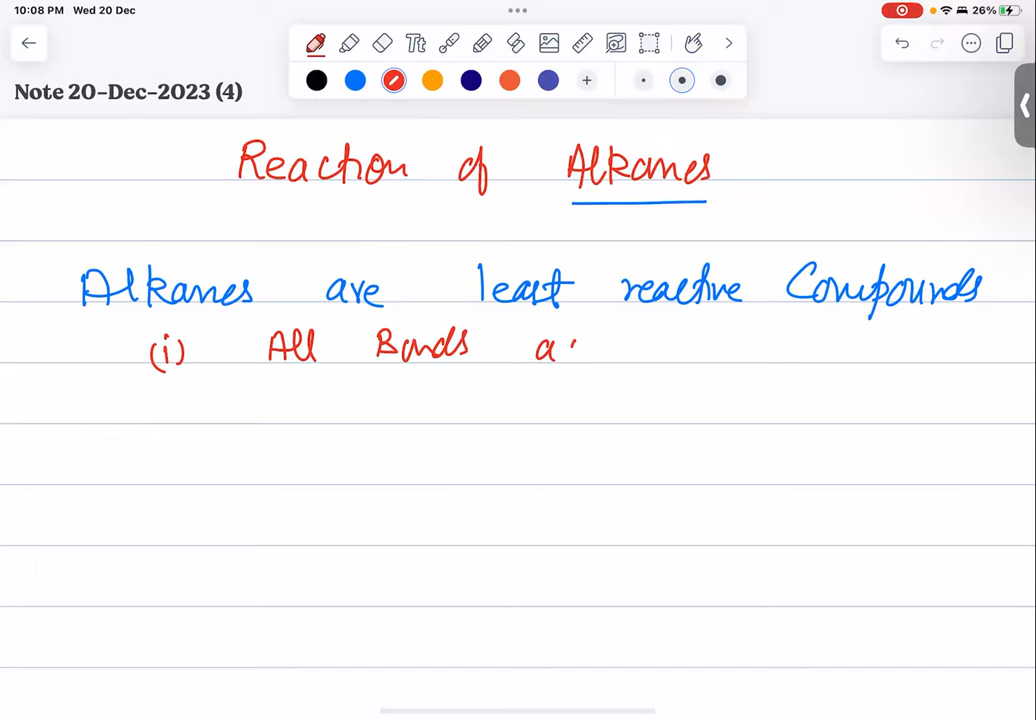 10:08 PM Wed 20 Dec
26%
Tt
Note 20-Dec-2023 (4)
Reaction of Alkanes
Alkanes are least reactive Compounds
(i) All Bonds a